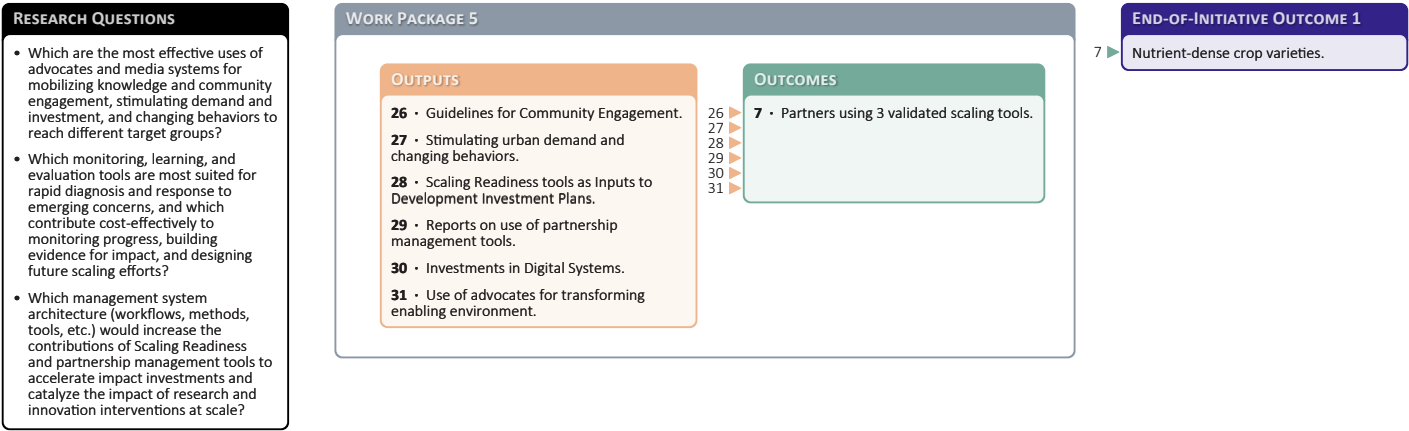 Research Questions
• Which are the most effective uses of
advocates and media systems for
mobilizing knowledge and community
engagement, stimulating demand and
investment, and changing behaviors to
reach different target groups?
• Which monitoring, learning, and
evaluation tools are most suited for
rapid diagnosis and response to
emerging concerns, and which
contribute cost-effectively to
monitoring progress, building
evidence for impact, and designing
future scaling efforts?
• Which management system
architecture (workflows, methods,
tools, etc.) would increase the
contributions of Scaling Readiness
and partnership management tools to
accelerate impact investments and
catalyze the impact of research and
innovation interventions at scale?
Work Package 5
Outputs
26 · Guidelines for Community Engagement.
27 · Stimulating urban demand and
changing behaviors.
28 · Scaling Readiness tools as Inputs to
Development Investment Plans.
29 · Reports on use of partnership
management tools.
30 · Investments in Digital Systems.
31 · Use of advocates for transforming
enabling environment.
26
27
28
29
30
31
Outcomes
7 · Partners using 3 validated scaling tools.
7
End-of-Initiative Outcome 1
Nutrient-dense crop varieties.